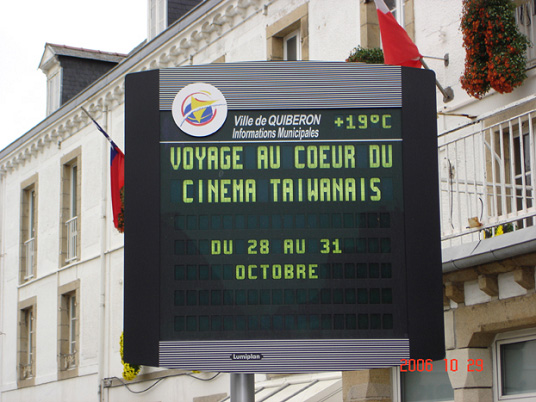 Ville de QUIBERON +19°C
Informations Municipales
VOYAGE AU COEUR DU
CINEMA TAIWANAIS
DU 28 AU 31
OCTOBRE
Lumiplan
2006 10 29